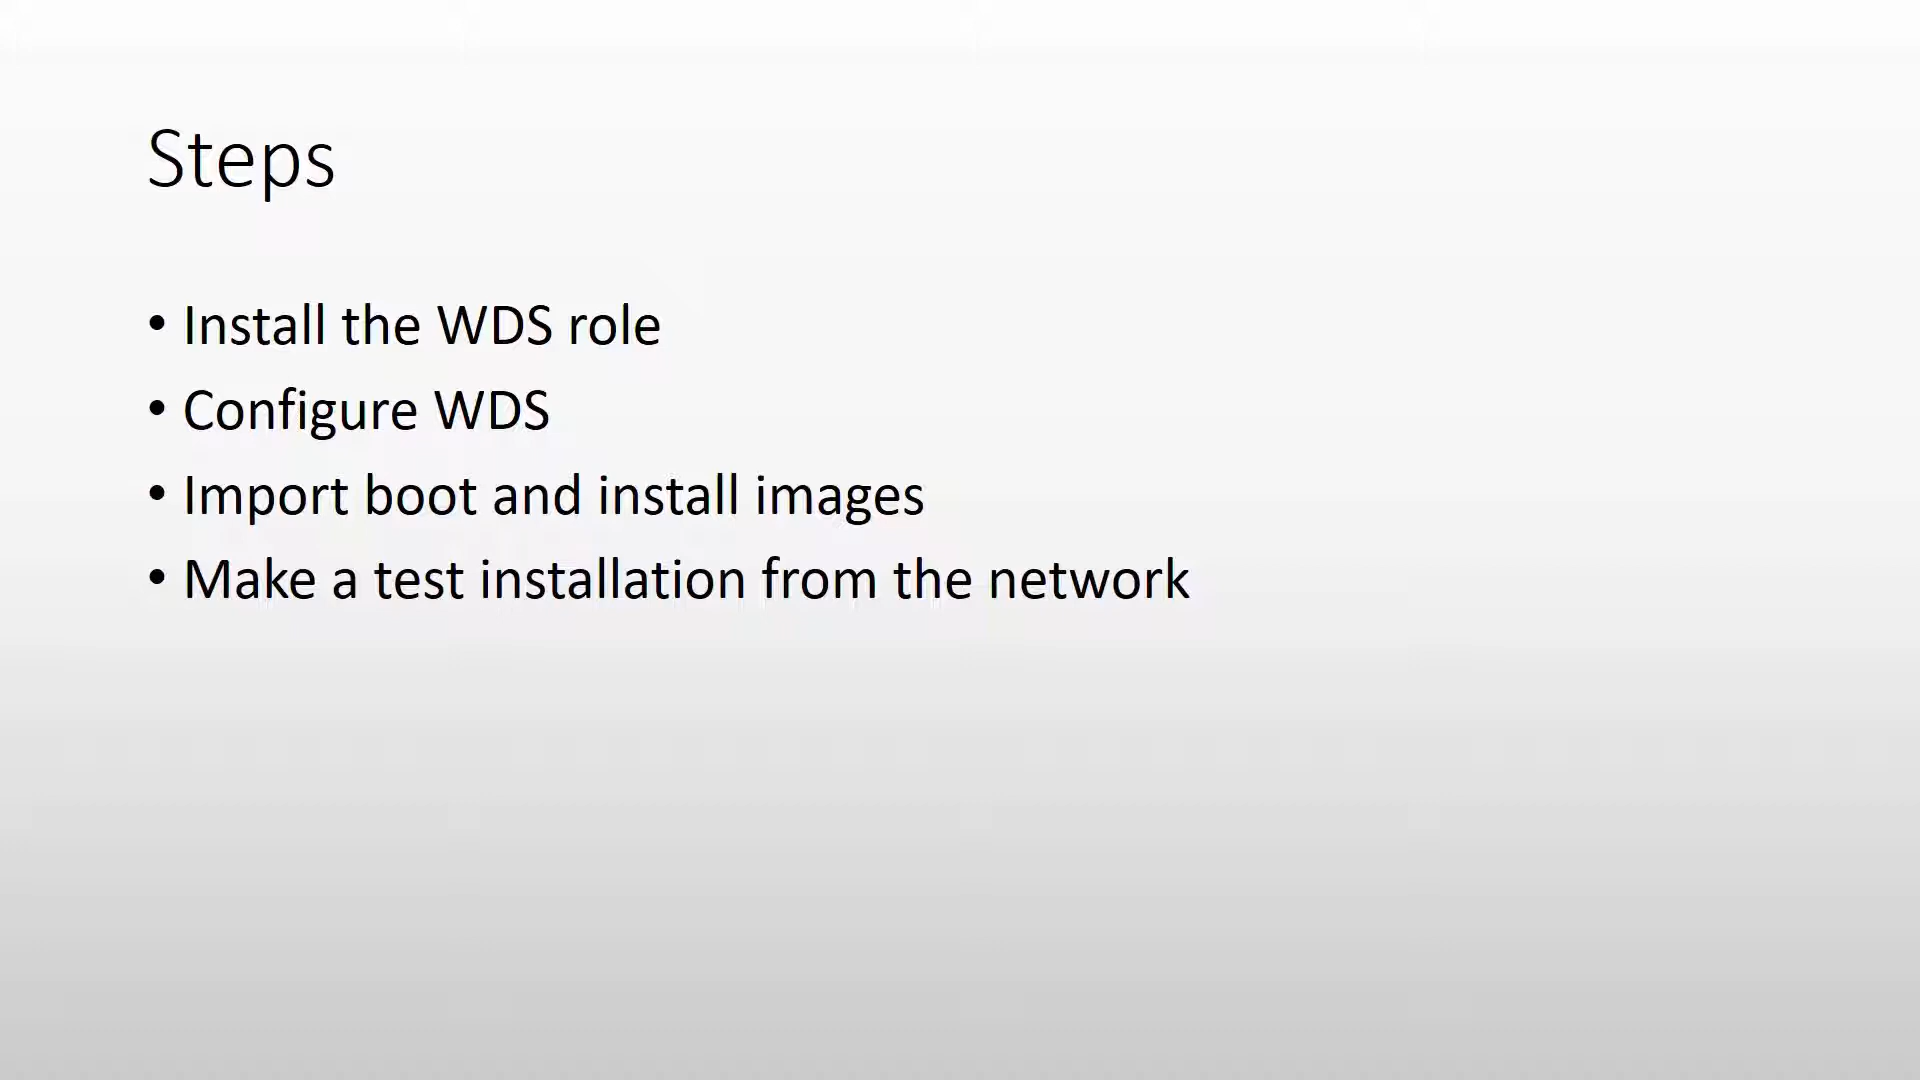 Steps
• Install the WDS role
• Configure WDS
• Import boot and install images
• Make a test installation from the network